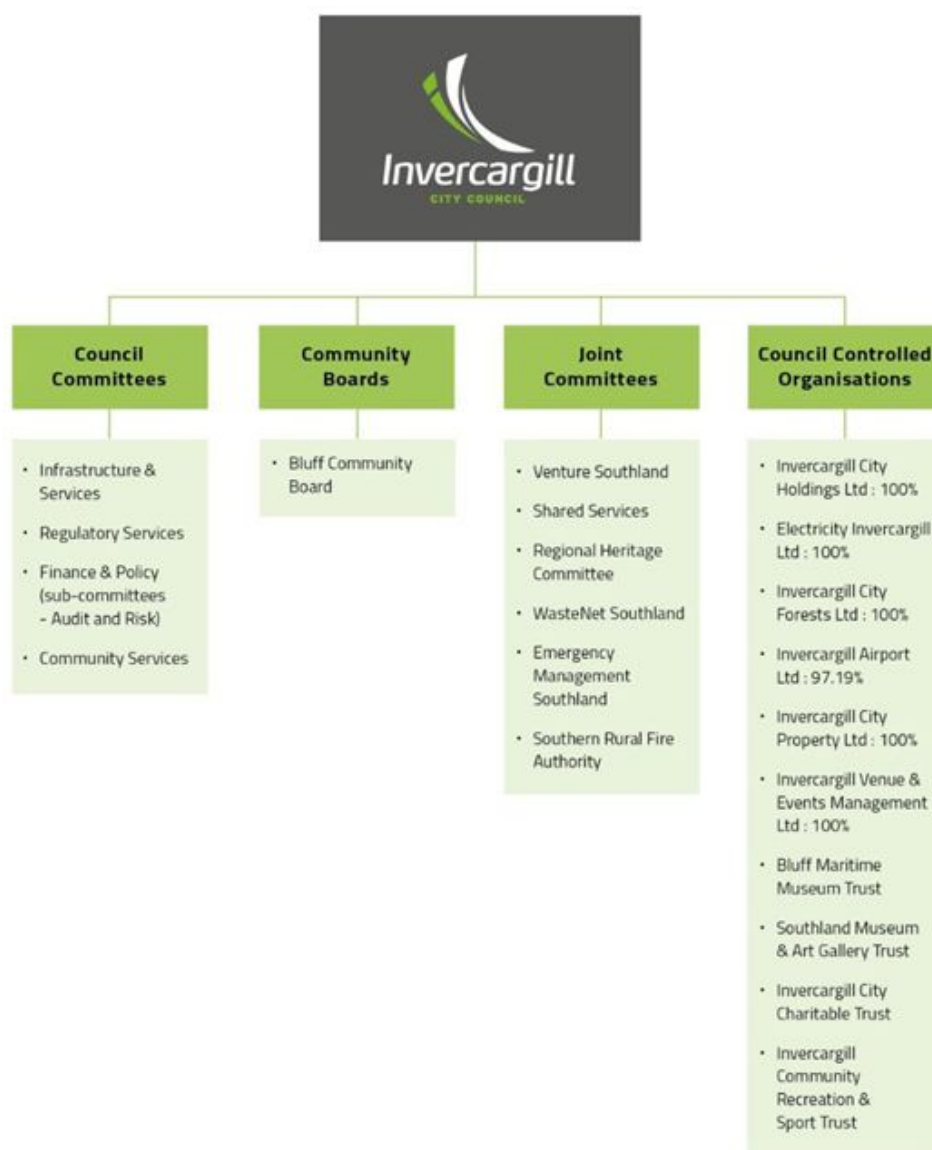 Invercargill
CITY COUNCIL
Council
Committees
• Infrastructure &
Services
• Regulatory Services
• Finance & Policy
(sub-committees
- Audit and Risk)
• Community Services
Community
Boards
• Bluff Community
Board
Joint
Committees
• Venture Southland
• Shared Services
• Regional Heritage
Committee
• WasteNet Southland
• Emergency
Management
Southland
• Southern Rural Fire
Authority
Council Controlled
Organisations
• Invercargill City
Holdings Ltd : 100%
• Electricity Invercargill
Ltd : 100%
• Invercargill City
Forests Ltd : 100%
• Invercargill Airport
Ltd : 97.19%
• Invercargill City
Property Ltd : 100%
• Invercargill Venue &
Events Management
Ltd : 100%
• Bluff Maritime
Museum Trust
• Southland Museum
& Art Gallery Trust
• Invercargill City
Charitable Trust
• Invercargill
Community
Recreation &
Sport Trust